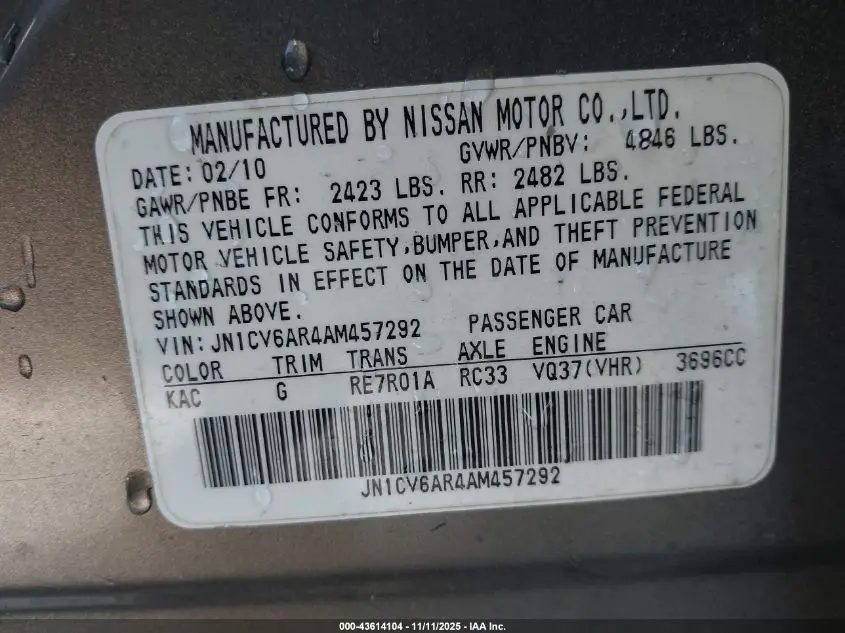 MANUFACTURED BY NISSAN MOTOR CO.,LTD.
DATE: 02/10 GVWR/PNBV: 4846 LBS.
GAWR/PNBE FR: 2423 LBS. RR: 2482 LBS.
THIS VEHICLE CONFORMS TO ALL APPLICABLE FEDERAL
MOTOR VEHICLE SAFETY,BUMPER,AND THEFT PREVENTION
STANDARDS IN EFFECT ON THE DATE OF MANUFACTURE
SHOWN ABOVE.
VIN: JN1CV6AR4AM457292 PASSENGER CAR
COLOR TRIM TRANS AXLE ENGINE
KAC G RE7R01A RC33 VQ37(VHR) 3696CC
JN1CV6AR4AM457292
000-43614104 - 11/11/2025 - IAA Inc.